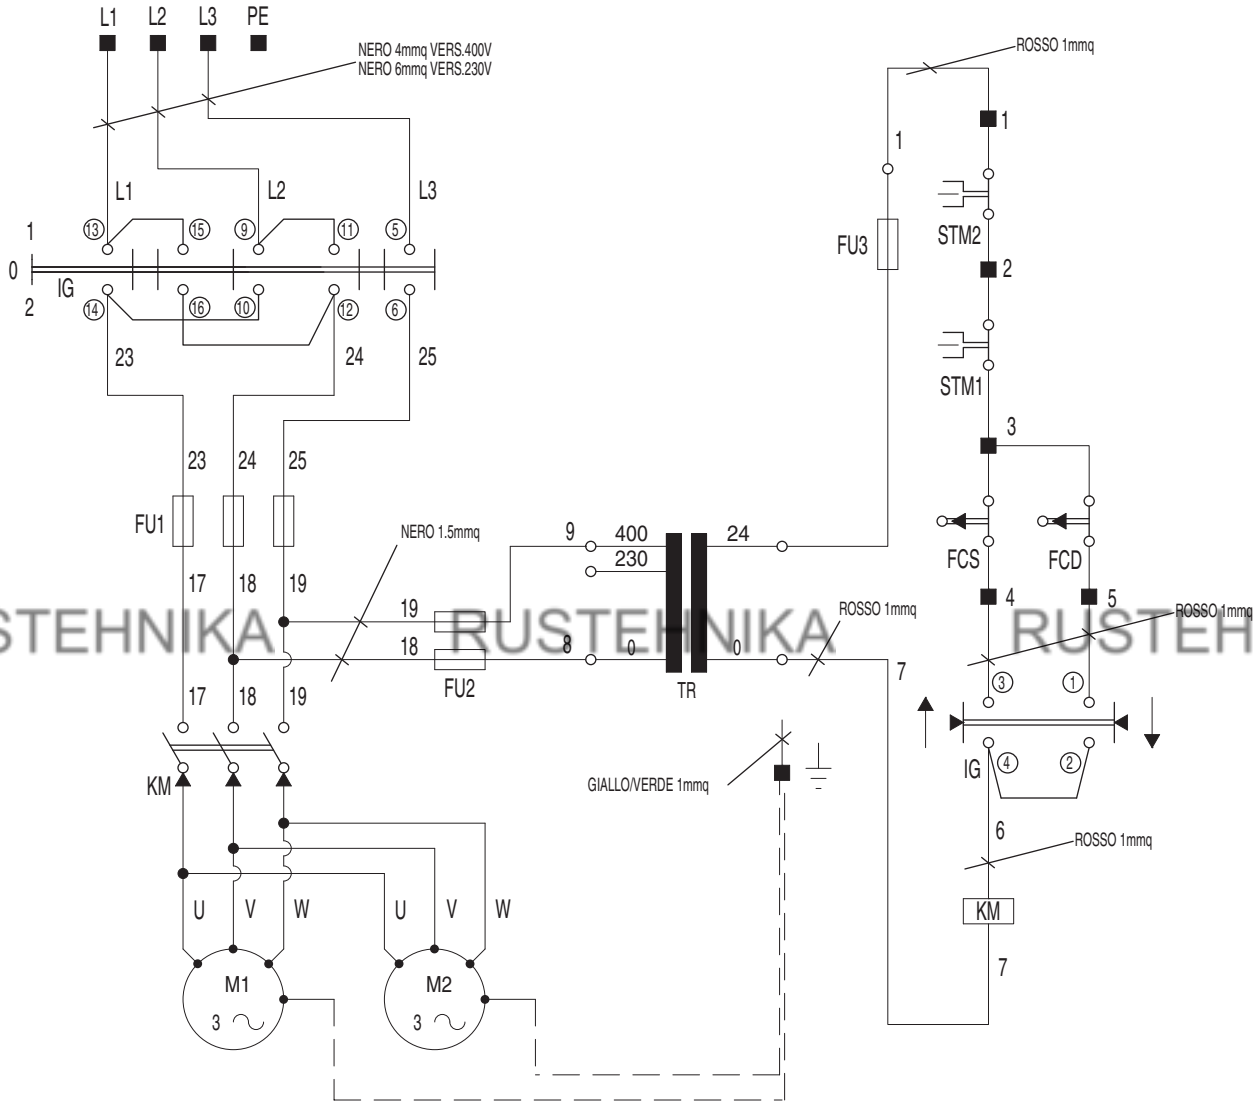 L1 L2 L3 PE
NERO 4mmq VERS.400V
NERO 6mmq VERS.230V
ROSSO 1mmq
1
1
L1 L2 L3
STM2
FU3
13 15 9 11 5
1
0
2
IG
14 16 10 12 6
2
23 24 25
STM1
3
23 24 25
FU1
NERO 1.5mmq
9 400 24
230
FCS FCD
17 18 19
4 5
19
ROSSO 1mmq
ROSSO 1mmq
STEHNIKA RUSTEHNIKA RUSTEH
18 8 0 0
7
FU2
TR
17 18 19
3 1
KM
GIALLO/VERDE 1mmq
IG
4 2
6
ROSSO 1mmq
KM
U V W U V W
7
M1 M2
3 3